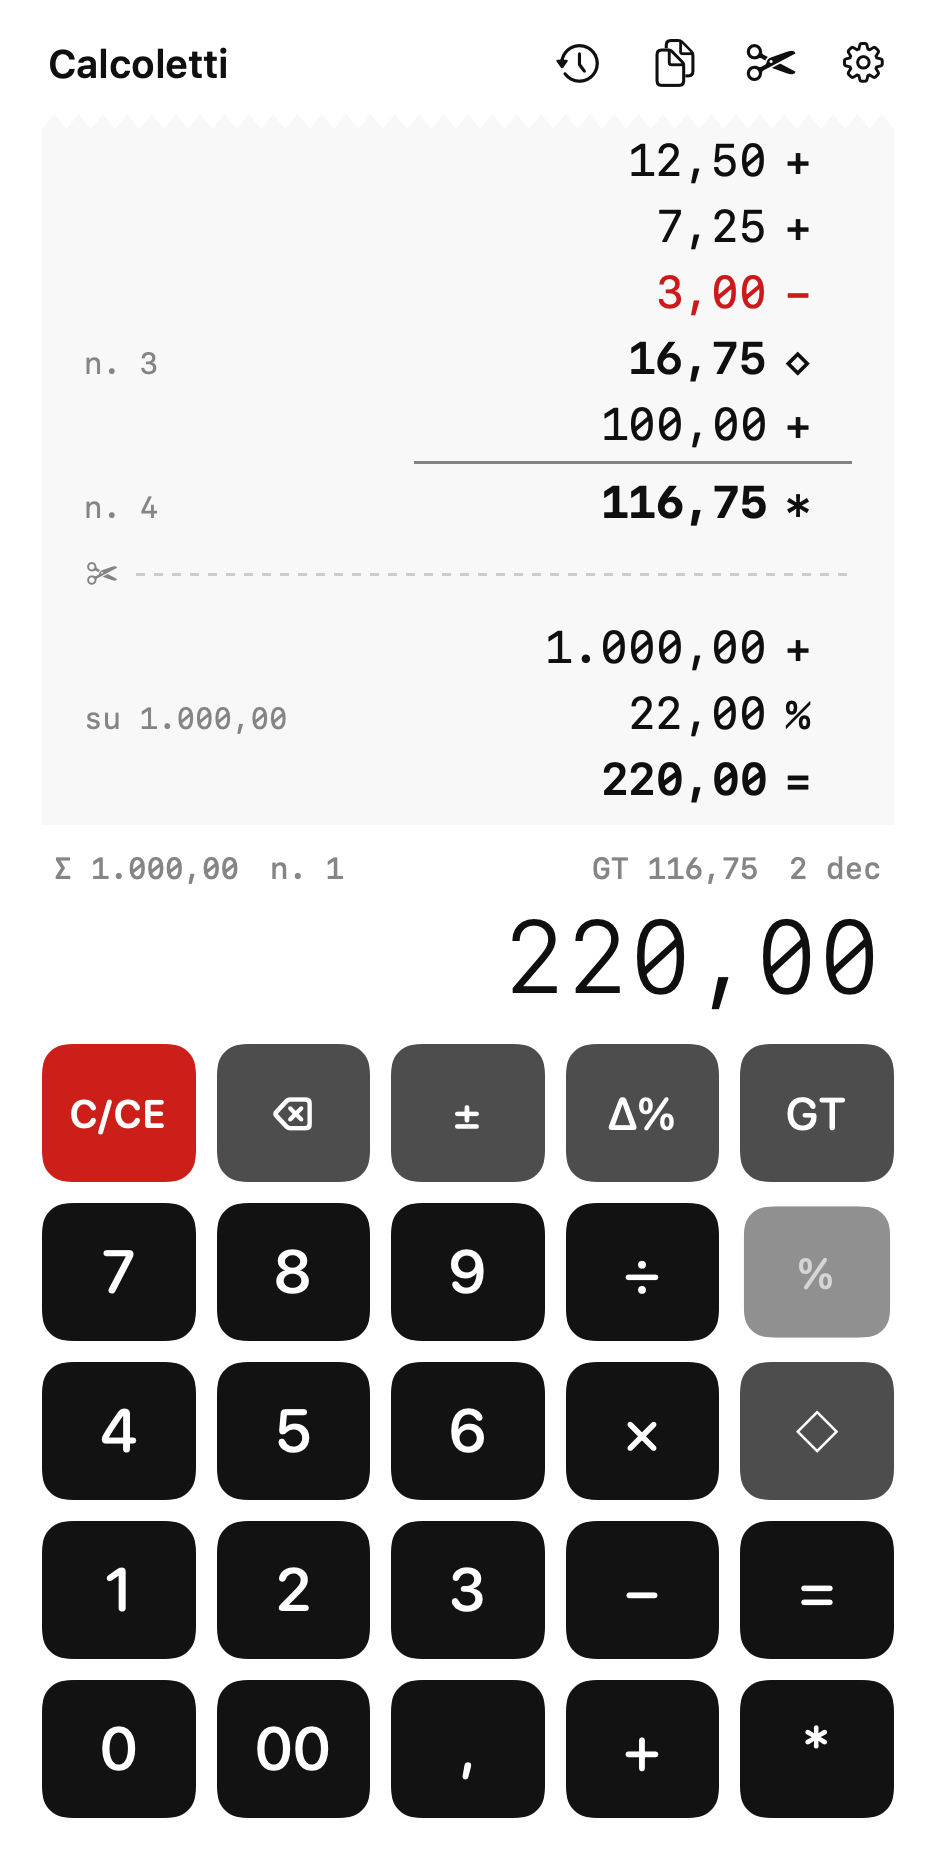 Calcoletti
12,50 +
7,25 +
3,00 −
n. 3 16,75 ◇
100,00 +
n. 4 116,75 *
1.000,00 +
su 1.000,00 22,00 %
220,00 =
Σ 1.000,00 n. 1 GT 116,75 2 dec
220,00
C/CE ± Δ% GT
7 8 9 ÷ %
4 5 6 × ◇
1 2 3 − =
0 00 , + *